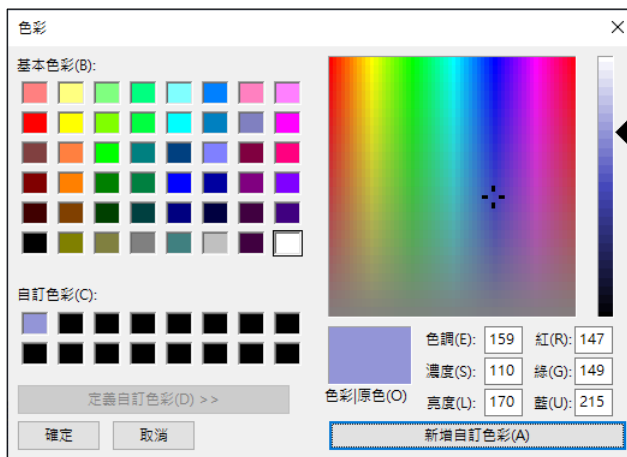 色彩
基本色彩(B):
自訂色彩(C):
定義自訂色彩(D) >>
確定
取消
色彩|原色(O)
色調(E): 159 紅(R): 147
濃度(S): 110 綠(G): 149
亮度(L): 170 藍(U): 215
新增自訂色彩(A)